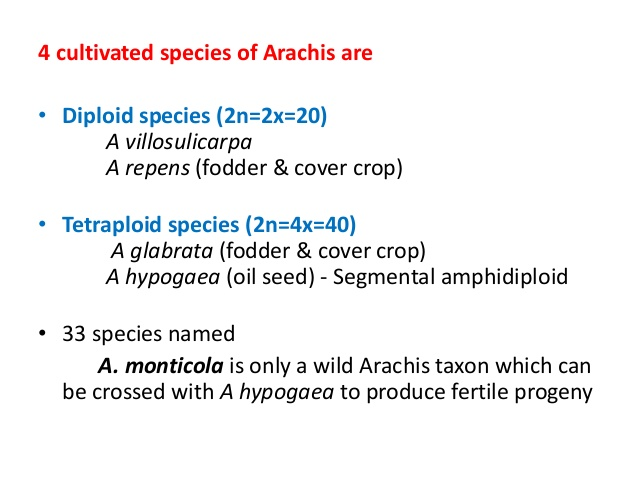 4 cultivated species of Arachis are
• Diploid species (2n=2x=20)
A villosulicarpa
A repens (fodder & cover crop)
• Tetraploid species (2n=4x=40)
A glabrata (fodder & cover crop)
A hypogaea (oil seed) - Segmental amphidiploid
• 33 species named
A. monticola is only a wild Arachis taxon which can
be crossed with A hypogaea to produce fertile progeny